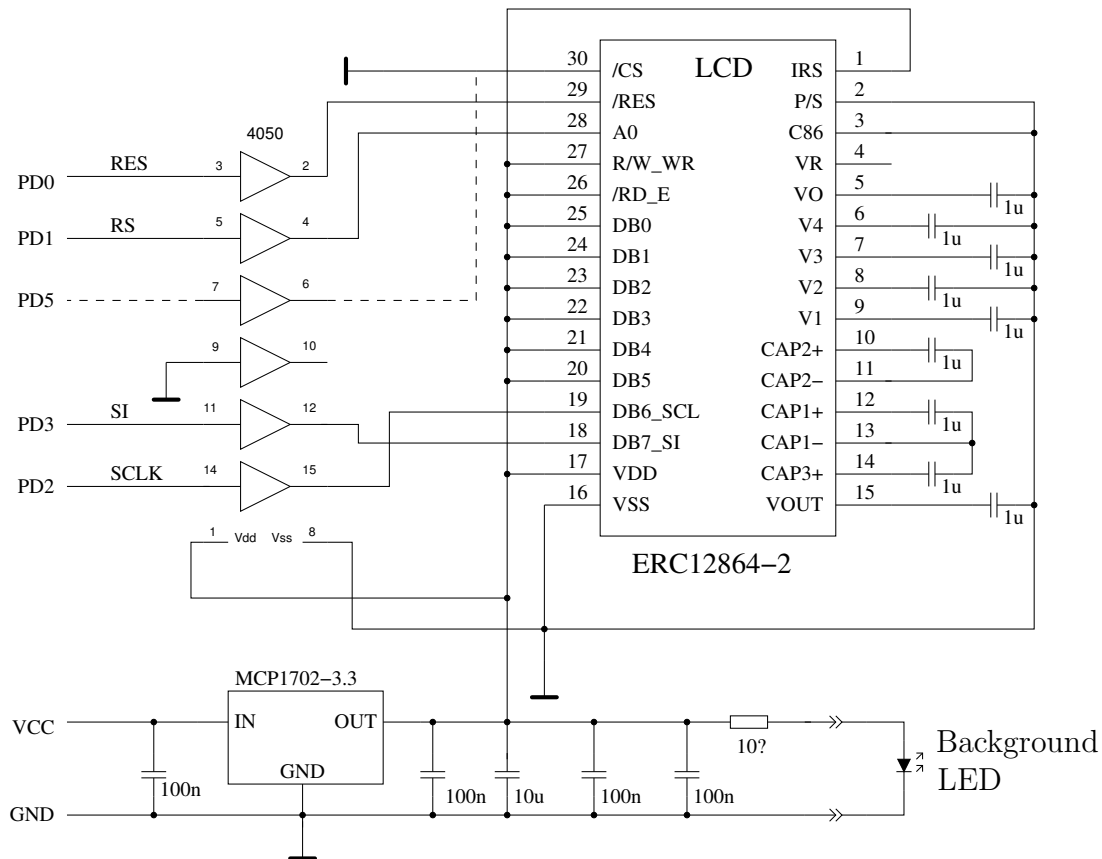 LCD
30 /CS IRS 1
29 /RES P/S 2
28 A0 C86 3
27 R/W_WR VR 4
26 /RD_E VO 5 1u
25 DB0 V4 6 1u
24 DB1 V3 7 1u
23 DB2 V2 8 1u
22 DB3 V1 9 1u
21 DB4 CAP2+ 10 1u
20 DB5 CAP2− 11
19 DB6_SCL CAP1+ 12 1u
18 DB7_SI CAP1− 13
17 VDD CAP3+ 14 1u
16 VSS VOUT 15 1u
ERC12864−2
4050
PD0 RES 3 2
PD1 RS 5 4
PD5 7 6
9 10
PD3 SI 11 12
PD2 SCLK 14 15
1 Vdd Vss 8
MCP1702−3.3
VCC IN OUT
GND
10?
100n 100n 10u 100n 100n
GND
Background
LED